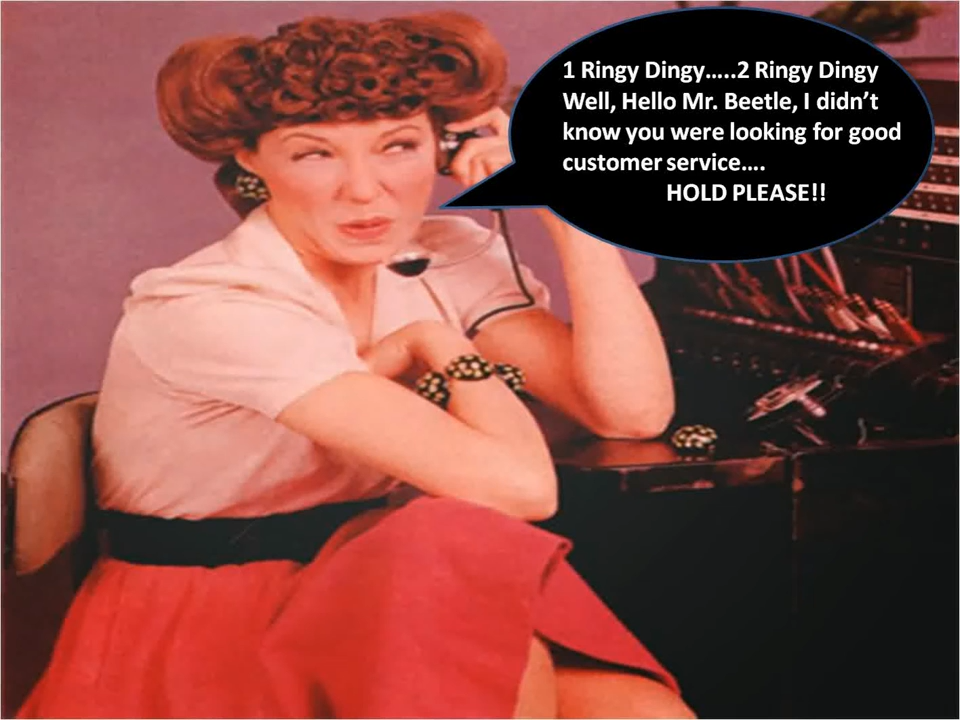 1 Ringy Dingy…..2 Ringy Dingy
Well, Hello Mr. Beetle, I didn’t
know you were looking for good
customer service….
HOLD PLEASE!!